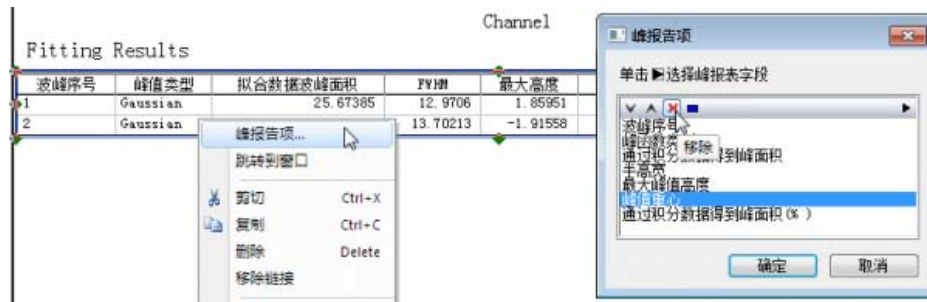 Channel
Fitting Results
波峰序号 峰值类型 拟合数据波峰面积 FWHM 最大高度
1 Gaussian 25.67385 12.9706 1.85951
2 Gaussian 13.70213 -1.91558
峰报告项...
跳转到窗口
剪切 Ctrl+X
复制 Ctrl+C
删除 Delete
移除链接
峰报告项
单击 选择峰报表字段
波峰序号
峰函数类
移除
通过积分数据得到峰面积
半高宽
最大峰值高度
峰值重心
通过积分数据得到峰面积(% )
确定 取消